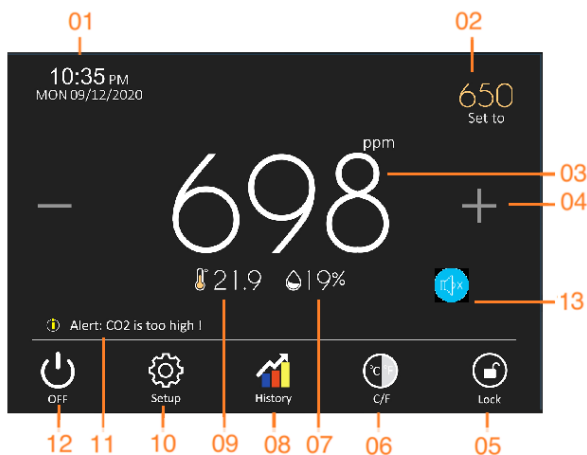 01
02
10:35 PM
MON 09/12/2020
650
Set to
ppm
698
03
04
21.9
19%
13
Alert: CO2 is too high !
OFF
Setup
History
°C F
C/F
Lock
12
11
10
09
08
07
06
05